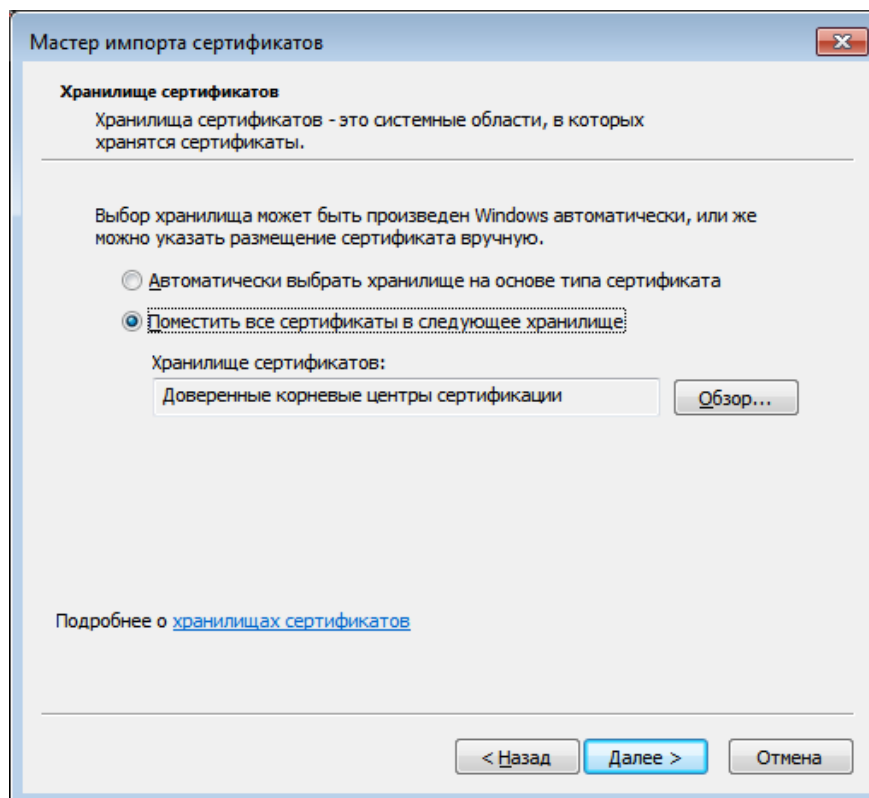 Мастер импорта сертификатов
Хранилище сертификатов
Хранилища сертификатов - это системные области, в которых
хранятся сертификаты.
Выбор хранилища может быть произведен Windows автоматически, или же
можно указать размещение сертификата вручную.
Автоматически выбрать хранилище на основе типа сертификата
Поместить все сертификаты в следующее хранилище
Хранилище сертификатов:
Доверенные корневые центры сертификации
Обзор...
Подробнее о хранилищах сертификатов
< Назад
Далее >
Отмена